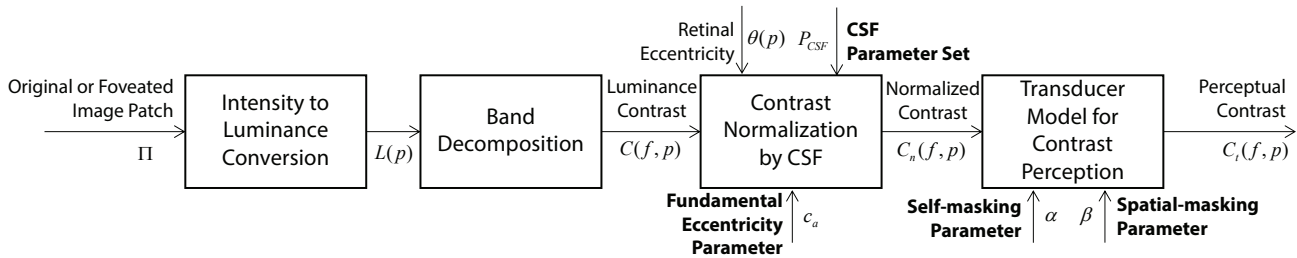 Original or Foveated
Image Patch
Π
Intensity to
Luminance
Conversion
L(p)
Band
Decomposition
Luminance
Contrast
C(f, p)
Retinal
Eccentricity
θ(p)
P_CSF
CSF
Parameter Set
Contrast
Normalization
by CSF
Fundamental
Eccentricity
Parameter
c_a
Normalized
Contrast
C_n(f, p)
Transducer
Model for
Contrast
Perception
Self-masking
Parameter
α
β
Spatial-masking
Parameter
Perceptual
Contrast
C_t(f, p)